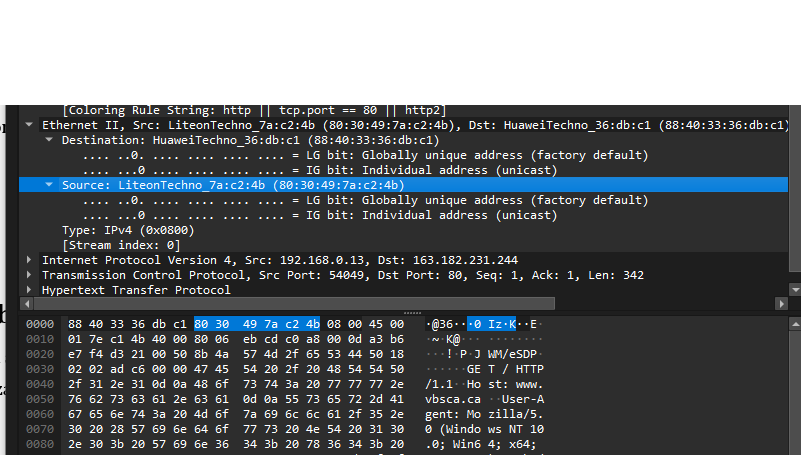 [Coloring Rule String: http || tcp.port == 80 || http2]
Ethernet II, Src: LiteonTechno_7a:c2:4b (80:30:49:7a:c2:4b), Dst: HuaweiTechno_36:db:c1 (88:40:33:36:db:c1)
Destination: HuaweiTechno_36:db:c1 (88:40:33:36:db:c1)
.... ..0. .... .... .... .... = LG bit: Globally unique address (factory default)
.... ...0 .... .... .... .... = IG bit: Individual address (unicast)
Source: LiteonTechno_7a:c2:4b (80:30:49:7a:c2:4b)
.... ..0. .... .... .... .... = LG bit: Globally unique address (factory default)
.... ...0 .... .... .... .... = IG bit: Individual address (unicast)
Type: IPv4 (0x0800)
[Stream index: 0]
Internet Protocol Version 4, Src: 192.168.0.13, Dst: 163.182.231.244
Transmission Control Protocol, Src Port: 54049, Dst Port: 80, Seq: 1, Ack: 1, Len: 342
Hypertext Transfer Protocol
0000 88 40 33 36 db c1 80 30 49 7a c2 4b 08 00 45 00 ·@36···0 Iz·K··E·
0010 01 7e c1 4b 40 00 80 06 eb cd c0 a8 00 0d a3 b6 ·~·K@··· ········
0020 e7 f4 d3 21 00 50 8b 4a 57 4d 2f 65 53 44 50 18 ···!·P·J WM/eSDP·
0030 02 02 ad c6 00 00 47 45 54 20 2f 20 48 54 54 50 ······GET / HTTP
0040 2f 31 2e 31 0d 0a 48 6f 73 74 3a 20 77 77 77 2e /1.1··Ho st: www.
0050 76 62 73 63 61 2e 63 61 0d 0a 55 73 65 72 2d 41 vbsca.ca ··User-A
0060 67 65 6e 74 3a 20 4d 6f 7a 69 6c 6c 61 2f 35 2e gent: Mo zilla/5.
0070 30 20 28 57 69 6e 64 6f 77 73 20 4e 54 20 31 30 0 (Windo ws NT 10
0080 2e 30 3b 20 57 69 6e 36 34 3b 20 78 36 34 3b 20 .0; Win6 4; x64;